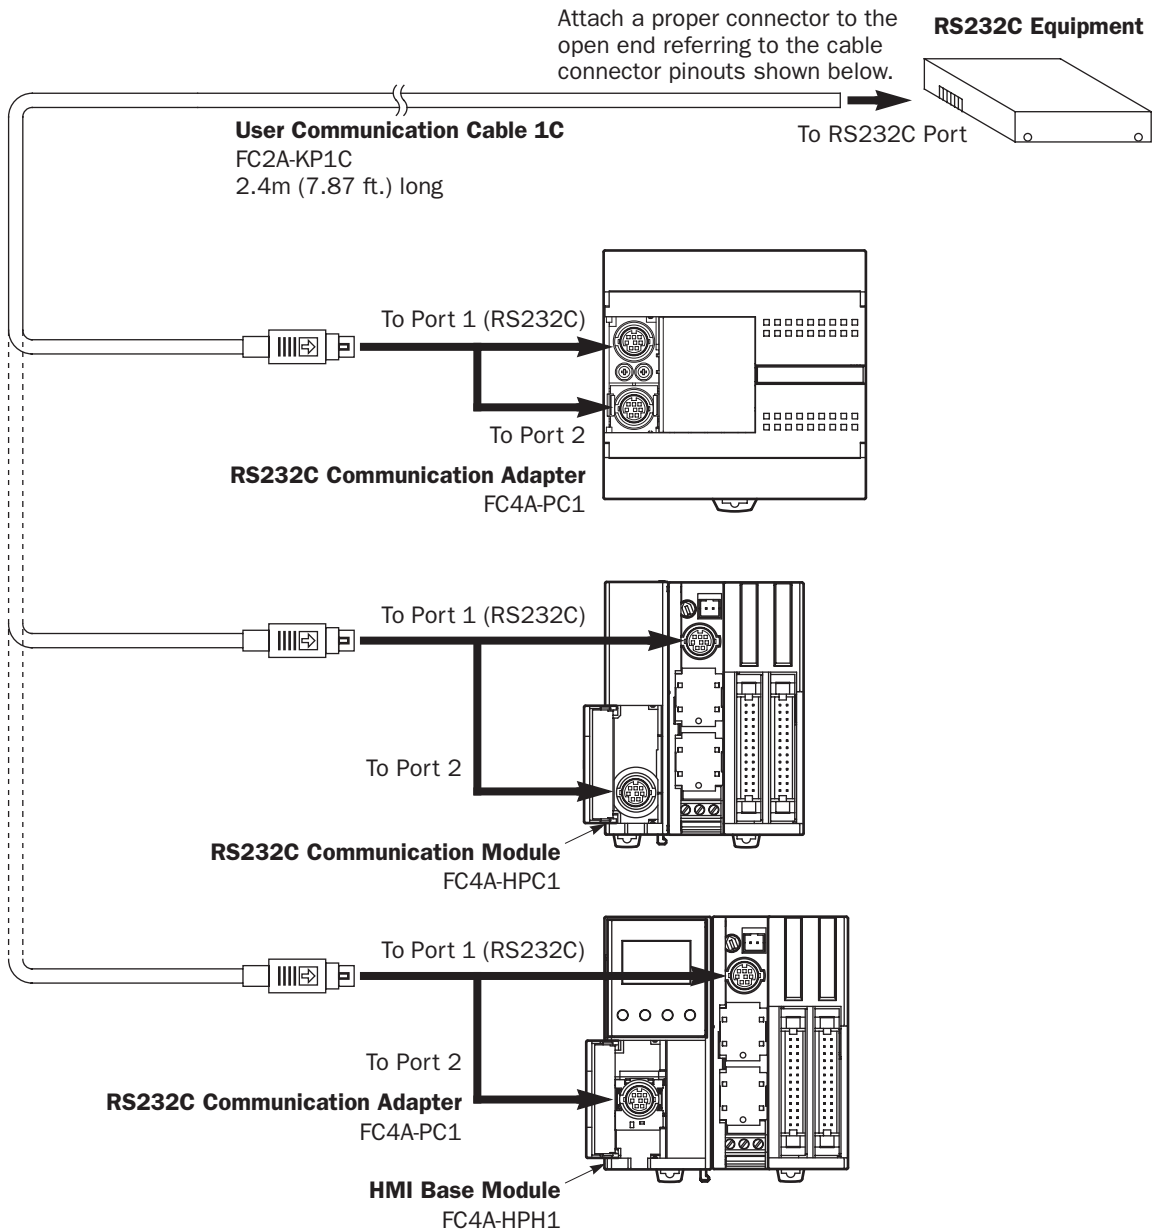 Attach a proper connector to the
open end referring to the cable
connector pinouts shown below.
RS232C Equipment
To RS232C Port
User Communication Cable 1C
FC2A-KP1C
2.4m (7.87 ft.) long
To Port 1 (RS232C)
To Port 2
RS232C Communication Adapter
FC4A-PC1
To Port 1 (RS232C)
To Port 2
RS232C Communication Module
FC4A-HPC1
To Port 1 (RS232C)
To Port 2
RS232C Communication Adapter
FC4A-PC1
HMI Base Module
FC4A-HPH1